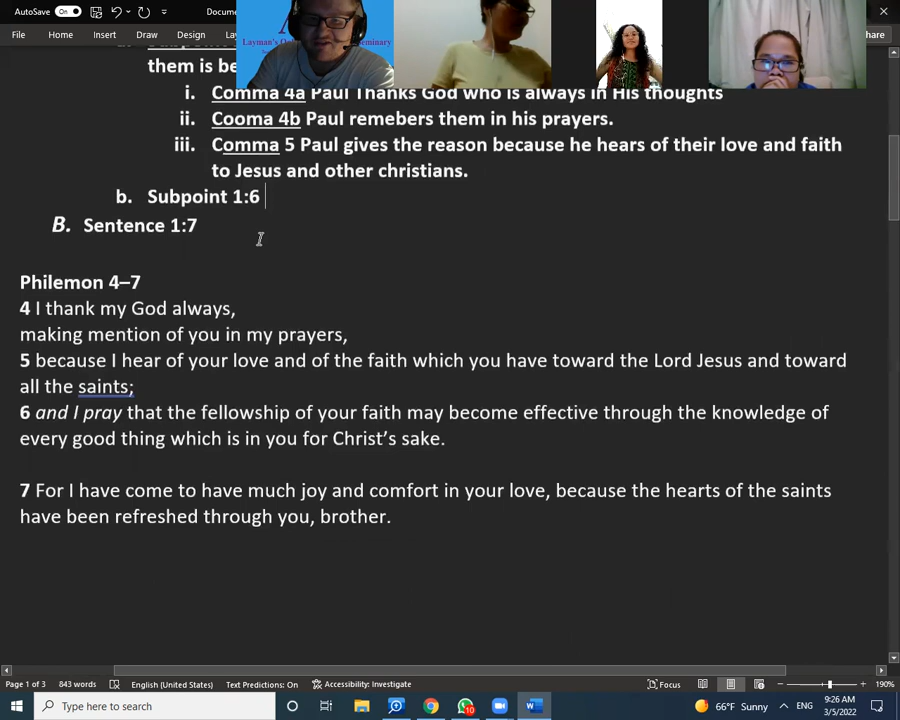 AutoSave On Docume
File Home Insert Draw Design hare
Layman's Onl eminary
a. Subpoint
them is be
i. Comma 4a Paul Thanks God who is always in His thoughts
ii. Cooma 4b Paul remebers them in his prayers.
iii. Comma 5 Paul gives the reason because he hears of their love and faith
to Jesus and other christians.
b. Subpoint 1:6
B. Sentence 1:7
Philemon 4–7
4 I thank my God always,
making mention of you in my prayers,
5 because I hear of your love and of the faith which you have toward the Lord Jesus and toward
all the saints;
6 and I pray that the fellowship of your faith may become effective through the knowledge of
every good thing which is in you for Christ's sake.
7 For I have come to have much joy and comfort in your love, because the hearts of the saints
have been refreshed through you, brother.
Page 1 of 3 843 words English (United States) Text Predictions: On Accessibility: Investigate Focus 190%
Type here to search 10 66°F Sunny ENG 9:26 AM
3/5/2022